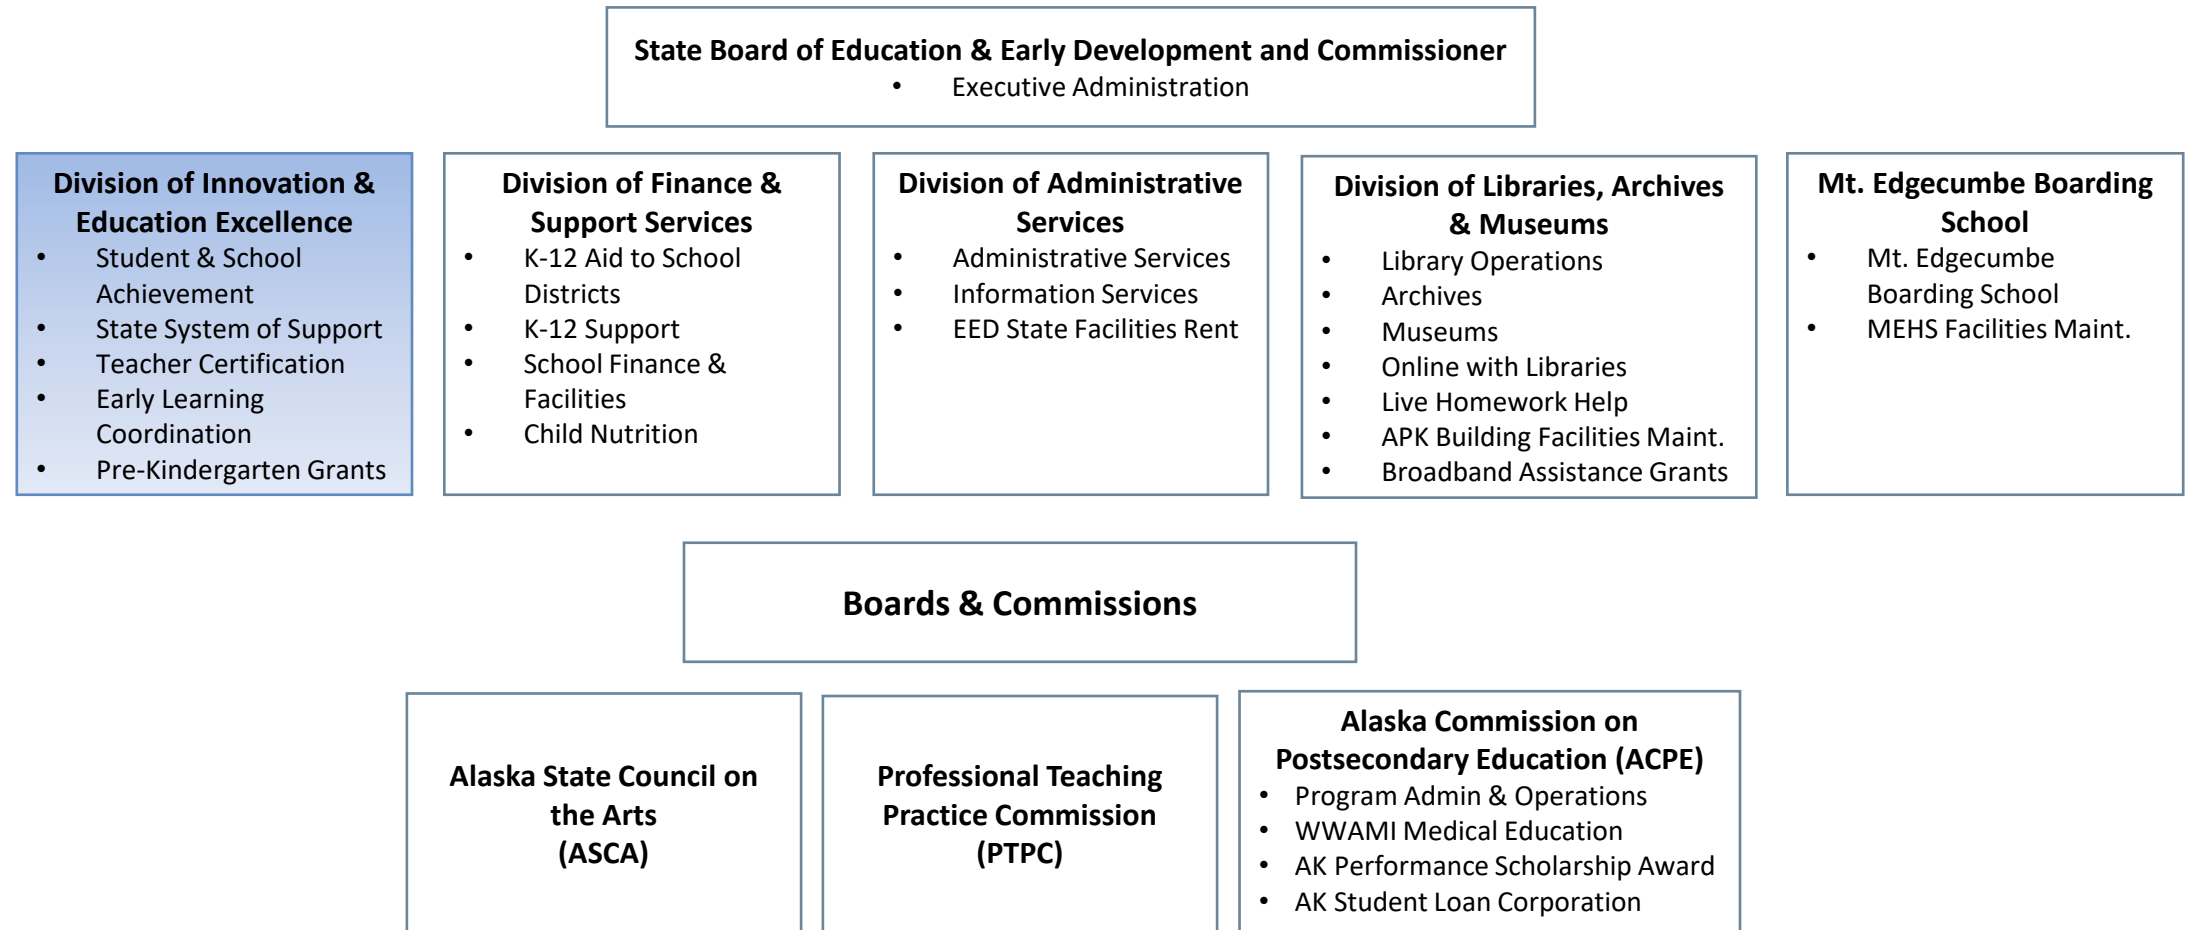 State Board of Education & Early Development and Commissioner
• Executive Administration
Division of Innovation &
Education Excellence
• Student & School
Achievement
• State System of Support
• Teacher Certification
• Early Learning
Coordination
• Pre-Kindergarten Grants
Division of Finance &
Support Services
• K-12 Aid to School
Districts
• K-12 Support
• School Finance &
Facilities
• Child Nutrition
Division of Administrative
Services
• Administrative Services
• Information Services
• EED State Facilities Rent
Division of Libraries, Archives
& Museums
• Library Operations
• Archives
• Museums
• Online with Libraries
• Live Homework Help
• APK Building Facilities Maint.
• Broadband Assistance Grants
Mt. Edgecumbe Boarding
School
• Mt. Edgecumbe
Boarding School
• MEHS Facilities Maint.
Boards & Commissions
Alaska State Council on
the Arts
(ASCA)
Professional Teaching
Practice Commission
(PTPC)
Alaska Commission on
Postsecondary Education (ACPE)
• Program Admin & Operations
• WWAMI Medical Education
• AK Performance Scholarship Award
• AK Student Loan Corporation